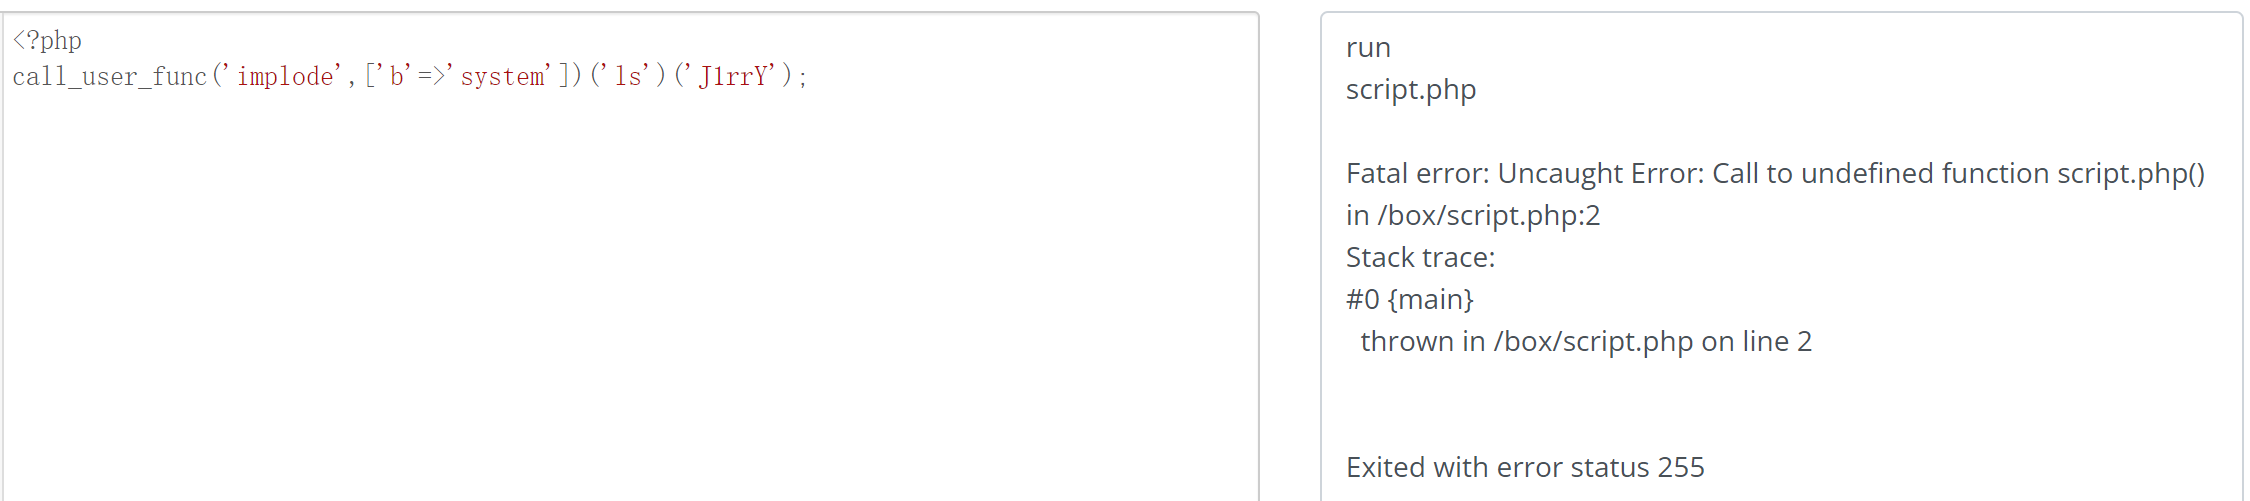 <?php
call_user_func('implode',['b'=>'system'])('ls')('J1rrY');
run
script.php
Fatal error: Uncaught Error: Call to undefined function script.php()
in /box/script.php:2
Stack trace:
#0 {main}
thrown in /box/script.php on line 2
Exited with error status 255